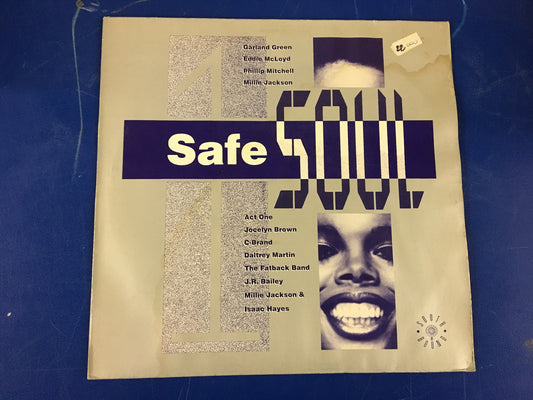 Garland Green
Eddie McLoyd
Phillip Mitchell
Millie Jackson
Safe SOUL
Act One
Jocelyn Brown
C-Brand
Daltrey Martin
The Fatback Band
J.R. Bailey
Millie Jackson &
Isaac Hayes